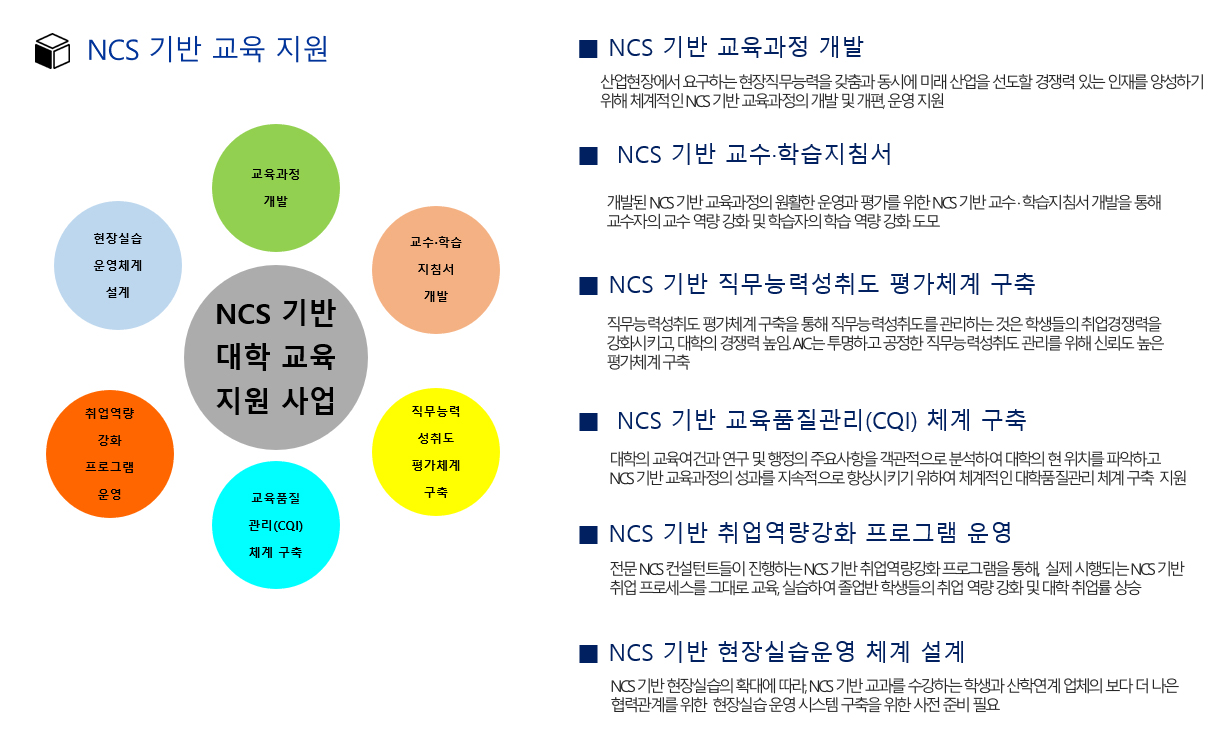 NCS 기반 교육 지원
교육과정
개발
현장실습
운영체계
설계
교수·학습
지침서
개발
NCS 기반
대학 교육
지원 사업
취업역량
강화
프로그램
운영
직무능력
성취도
평가체계
구축
교육품질
관리(CQI)
체계 구축
■ NCS 기반 교육과정 개발
산업현장에서 요구하는 현장직무능력을 갖춤과 동시에 미래 산업을 선도할 경쟁력 있는 인재를 양성하기
위해 체계적인 NCS 기반 교육과정의 개발 및 개편, 운영 지원
■ NCS 기반 교수·학습지침서
개발된 NCS 기반 교육과정의 원활한 운영과 평가를 위한 NCS 기반 교수·학습지침서 개발을 통해
교수자의 교수 역량 강화 및 학습자의 학습 역량 강화 도모
■ NCS 기반 직무능력성취도 평가체계 구축
직무능력성취도 평가체계 구축을 통해 직무능력성취도를 관리하는 것은 학생들의 취업경쟁력을
강화시키고, 대학의 경쟁력 높임. AIC는 투명하고 공정한 직무능력성취도 관리를 위해 신뢰도 높은
평가체계 구축
■ NCS 기반 교육품질관리(CQI) 체계 구축
대학의 교육여건과 연구 및 행정의 주요사항을 객관적으로 분석하여 대학의 현 위치를 파악하고
NCS 기반 교육과정의 성과를 지속적으로 향상시키기 위하여 체계적인 대학품질관리 체계 구축 지원
■ NCS 기반 취업역량강화 프로그램 운영
전문 NCS 컨설턴트들이 진행하는 NCS 기반 취업역량강화 프로그램을 통해, 실제 시행되는 NCS 기반
취업 프로세스를 그대로 교육, 실습하여 졸업반 학생들의 취업 역량 강화 및 대학 취업률 상승
■ NCS 기반 현장실습운영 체계 설계
NCS 기반 현장실습의 확대에 따라, NCS 기반 교과를 수강하는 학생과 산학연계 업체의 보다 더 나은
협력관계를 위한 현장실습 운영 시스템 구축을 위한 사전 준비 필요